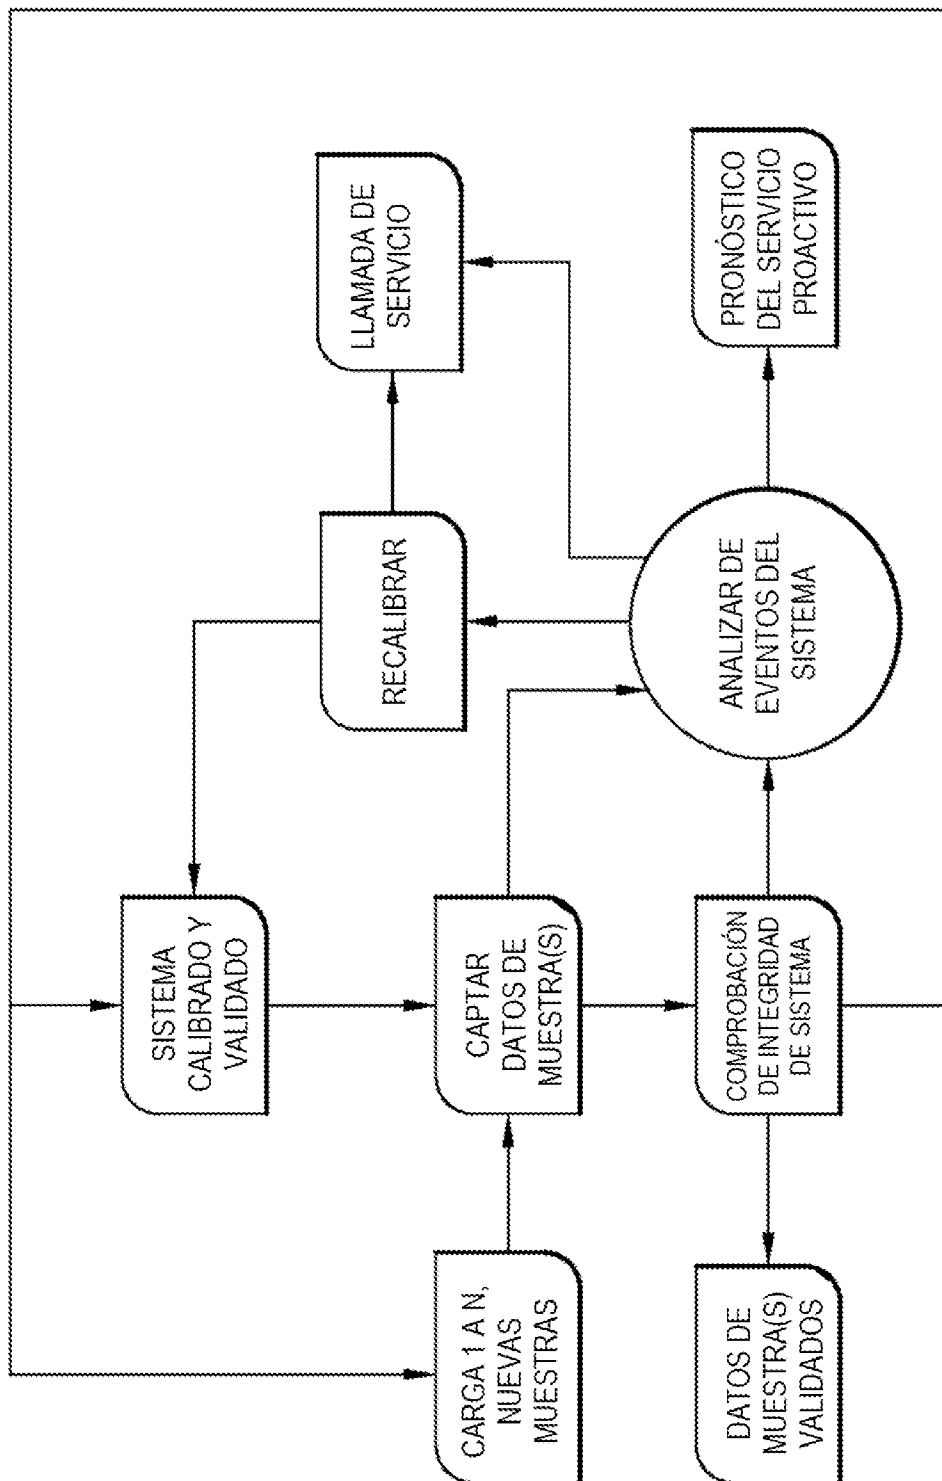 CARGA 1 A N,
NUEVAS
MUESTRAS
DATOS DE
MUESTRA(S)
VALIDADOS
SISTEMA
CALIBRADO Y
VALIDADO
CAPTAR
DATOS DE
MUESTRA(S)
COMPROBACIÓN
DE INTEGRIDAD
DE SISTEMA
RECALIBRAR
ANALIZAR DE
EVENTOS DEL
SISTEMA
LLAMADA DE
SERVICIO
PRONÓSTICO
DEL SERVICIO
PROACTIVO